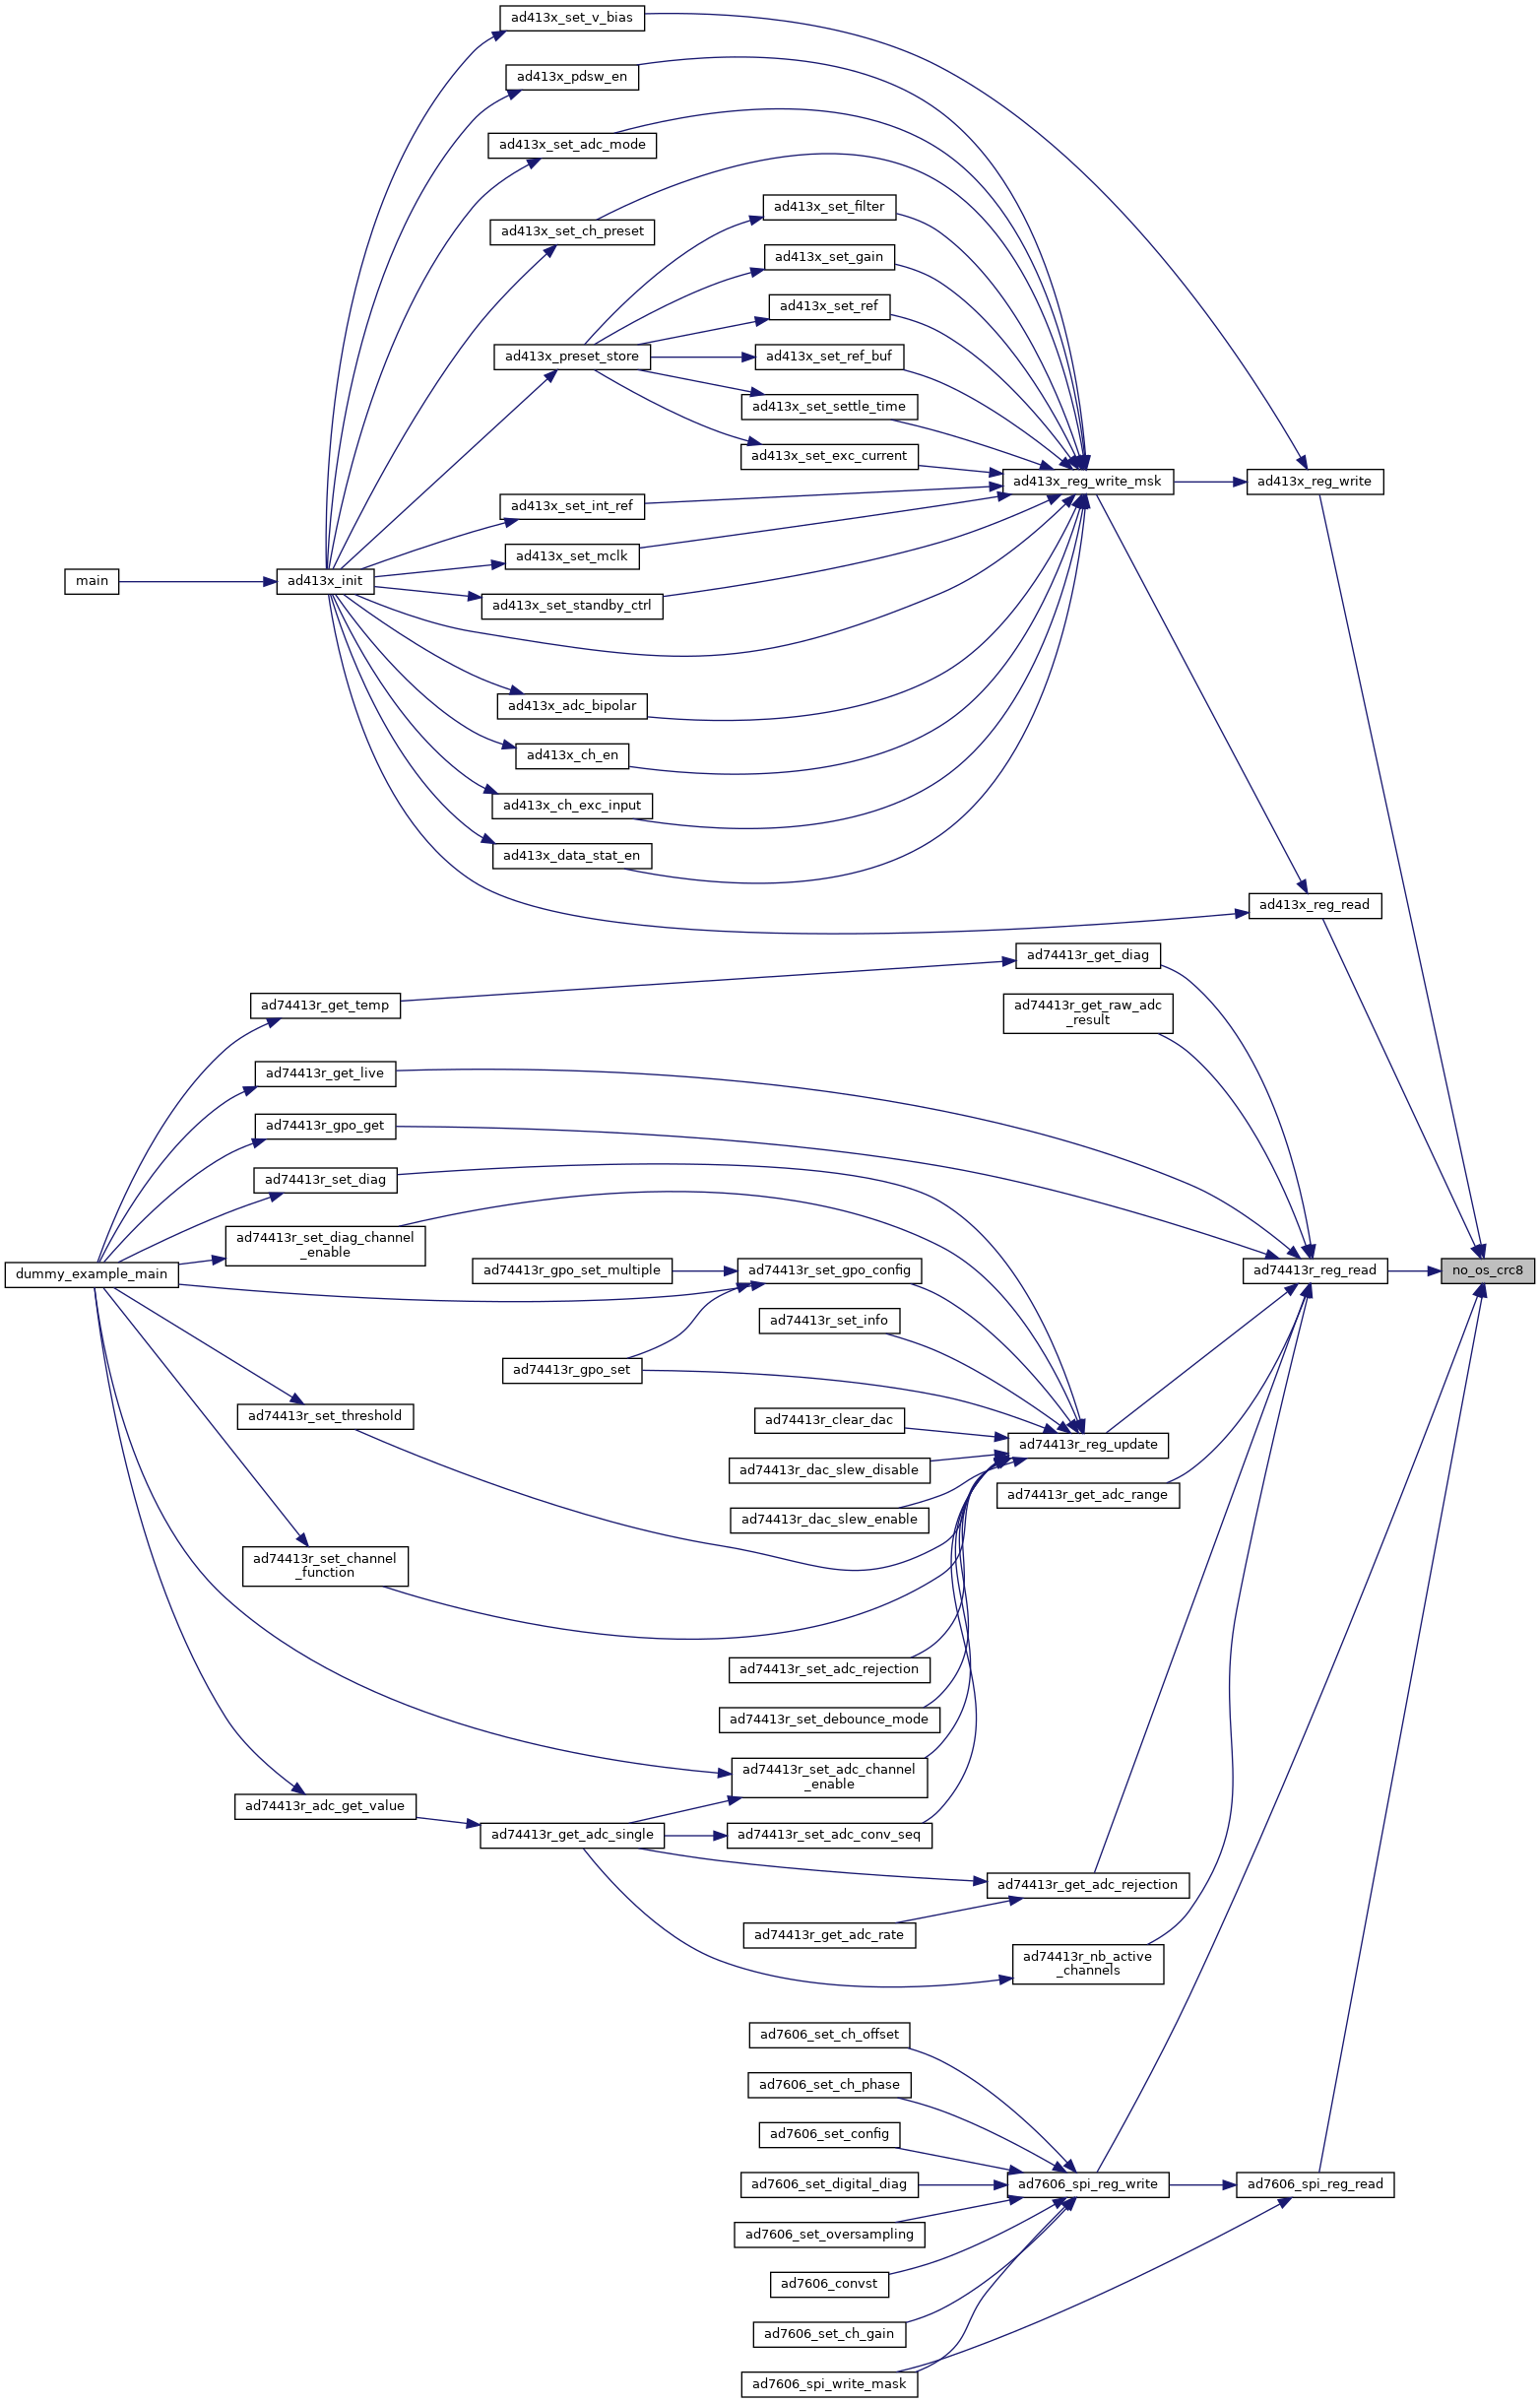 ad413x_set_v_bias
ad413x_pdsw_en
ad413x_set_adc_mode
ad413x_set_filter
ad413x_set_ch_preset
ad413x_set_gain
ad413x_set_ref
ad413x_preset_store
ad413x_set_ref_buf
ad413x_set_settle_time
ad413x_set_exc_current
ad413x_reg_write_msk
ad413x_reg_write
ad413x_set_int_ref
ad413x_set_mclk
main
ad413x_init
ad413x_set_standby_ctrl
ad413x_adc_bipolar
ad413x_ch_en
ad413x_ch_exc_input
ad413x_data_stat_en
ad413x_reg_read
ad74413r_get_diag
ad74413r_get_temp
ad74413r_get_raw_adc
_result
ad74413r_get_live
ad74413r_gpo_get
ad74413r_set_diag
ad74413r_set_diag_channel
_enable
dummy_example_main
ad74413r_gpo_set_multiple
ad74413r_set_gpo_config
ad74413r_reg_read
no_os_crc8
ad74413r_set_info
ad74413r_gpo_set
ad74413r_set_threshold
ad74413r_clear_dac
ad74413r_reg_update
ad74413r_dac_slew_disable
ad74413r_get_adc_range
ad74413r_dac_slew_enable
ad74413r_set_channel
_function
ad74413r_set_adc_rejection
ad74413r_set_debounce_mode
ad74413r_set_adc_channel
_enable
ad74413r_adc_get_value
ad74413r_get_adc_single
ad74413r_set_adc_conv_seq
ad74413r_get_adc_rejection
ad74413r_get_adc_rate
ad74413r_nb_active
_channels
ad7606_set_ch_offset
ad7606_set_ch_phase
ad7606_set_config
ad7606_set_digital_diag
ad7606_spi_reg_write
ad7606_spi_reg_read
ad7606_set_oversampling
ad7606_convst
ad7606_set_ch_gain
ad7606_spi_write_mask